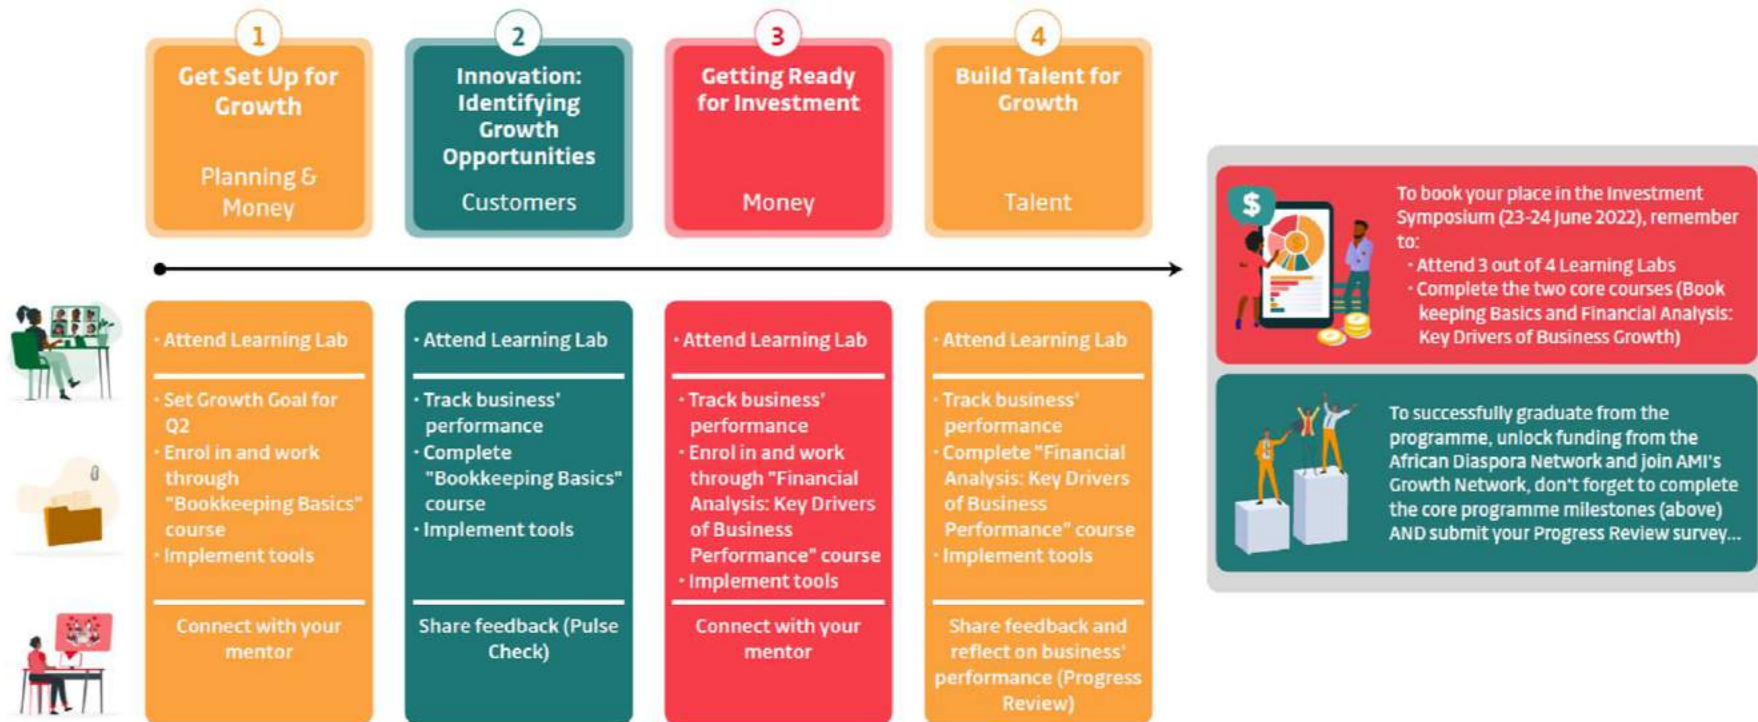 1
Get Set Up for
Growth
Planning &
Money
2
Innovation:
Identifying
Growth
Opportunities
Customers
3
Getting Ready
for Investment
Money
4
Build Talent for
Growth
Talent
· Attend Learning Lab
· Set Growth Goal for
Q2
· Enrol in and work
through
"Bookkeeping Basics"
course
· Implement tools
Connect with your
mentor
· Attend Learning Lab
· Track business'
performance
· Complete
"Bookkeeping Basics"
course
· Implement tools
Share feedback (Pulse
Check)
· Attend Learning Lab
· Track business'
performance
· Enrol in and work
through "Financial
Analysis: Key Drivers
of Business
Performance" course
· Implement tools
Connect with your
mentor
· Attend Learning Lab
· Track business'
performance
· Complete "Financial
Analysis: Key Drivers
of Business
Performance" course
· Implement tools
Share feedback and
reflect on business'
performance (Progress
Review)
$
$
To book your place in the Investment
Symposium (23-24 June 2022), remember
to:
· Attend 3 out of 4 Learning Labs
· Complete the two core courses (Book
keeping Basics and Financial Analysis:
Key Drivers of Business Growth)
To successfully graduate from the
programme, unlock funding from the
African Diaspora Network and join AMI's
Growth Network, don't forget to complete
the core programme milestones (above)
AND submit your Progress Review survey...